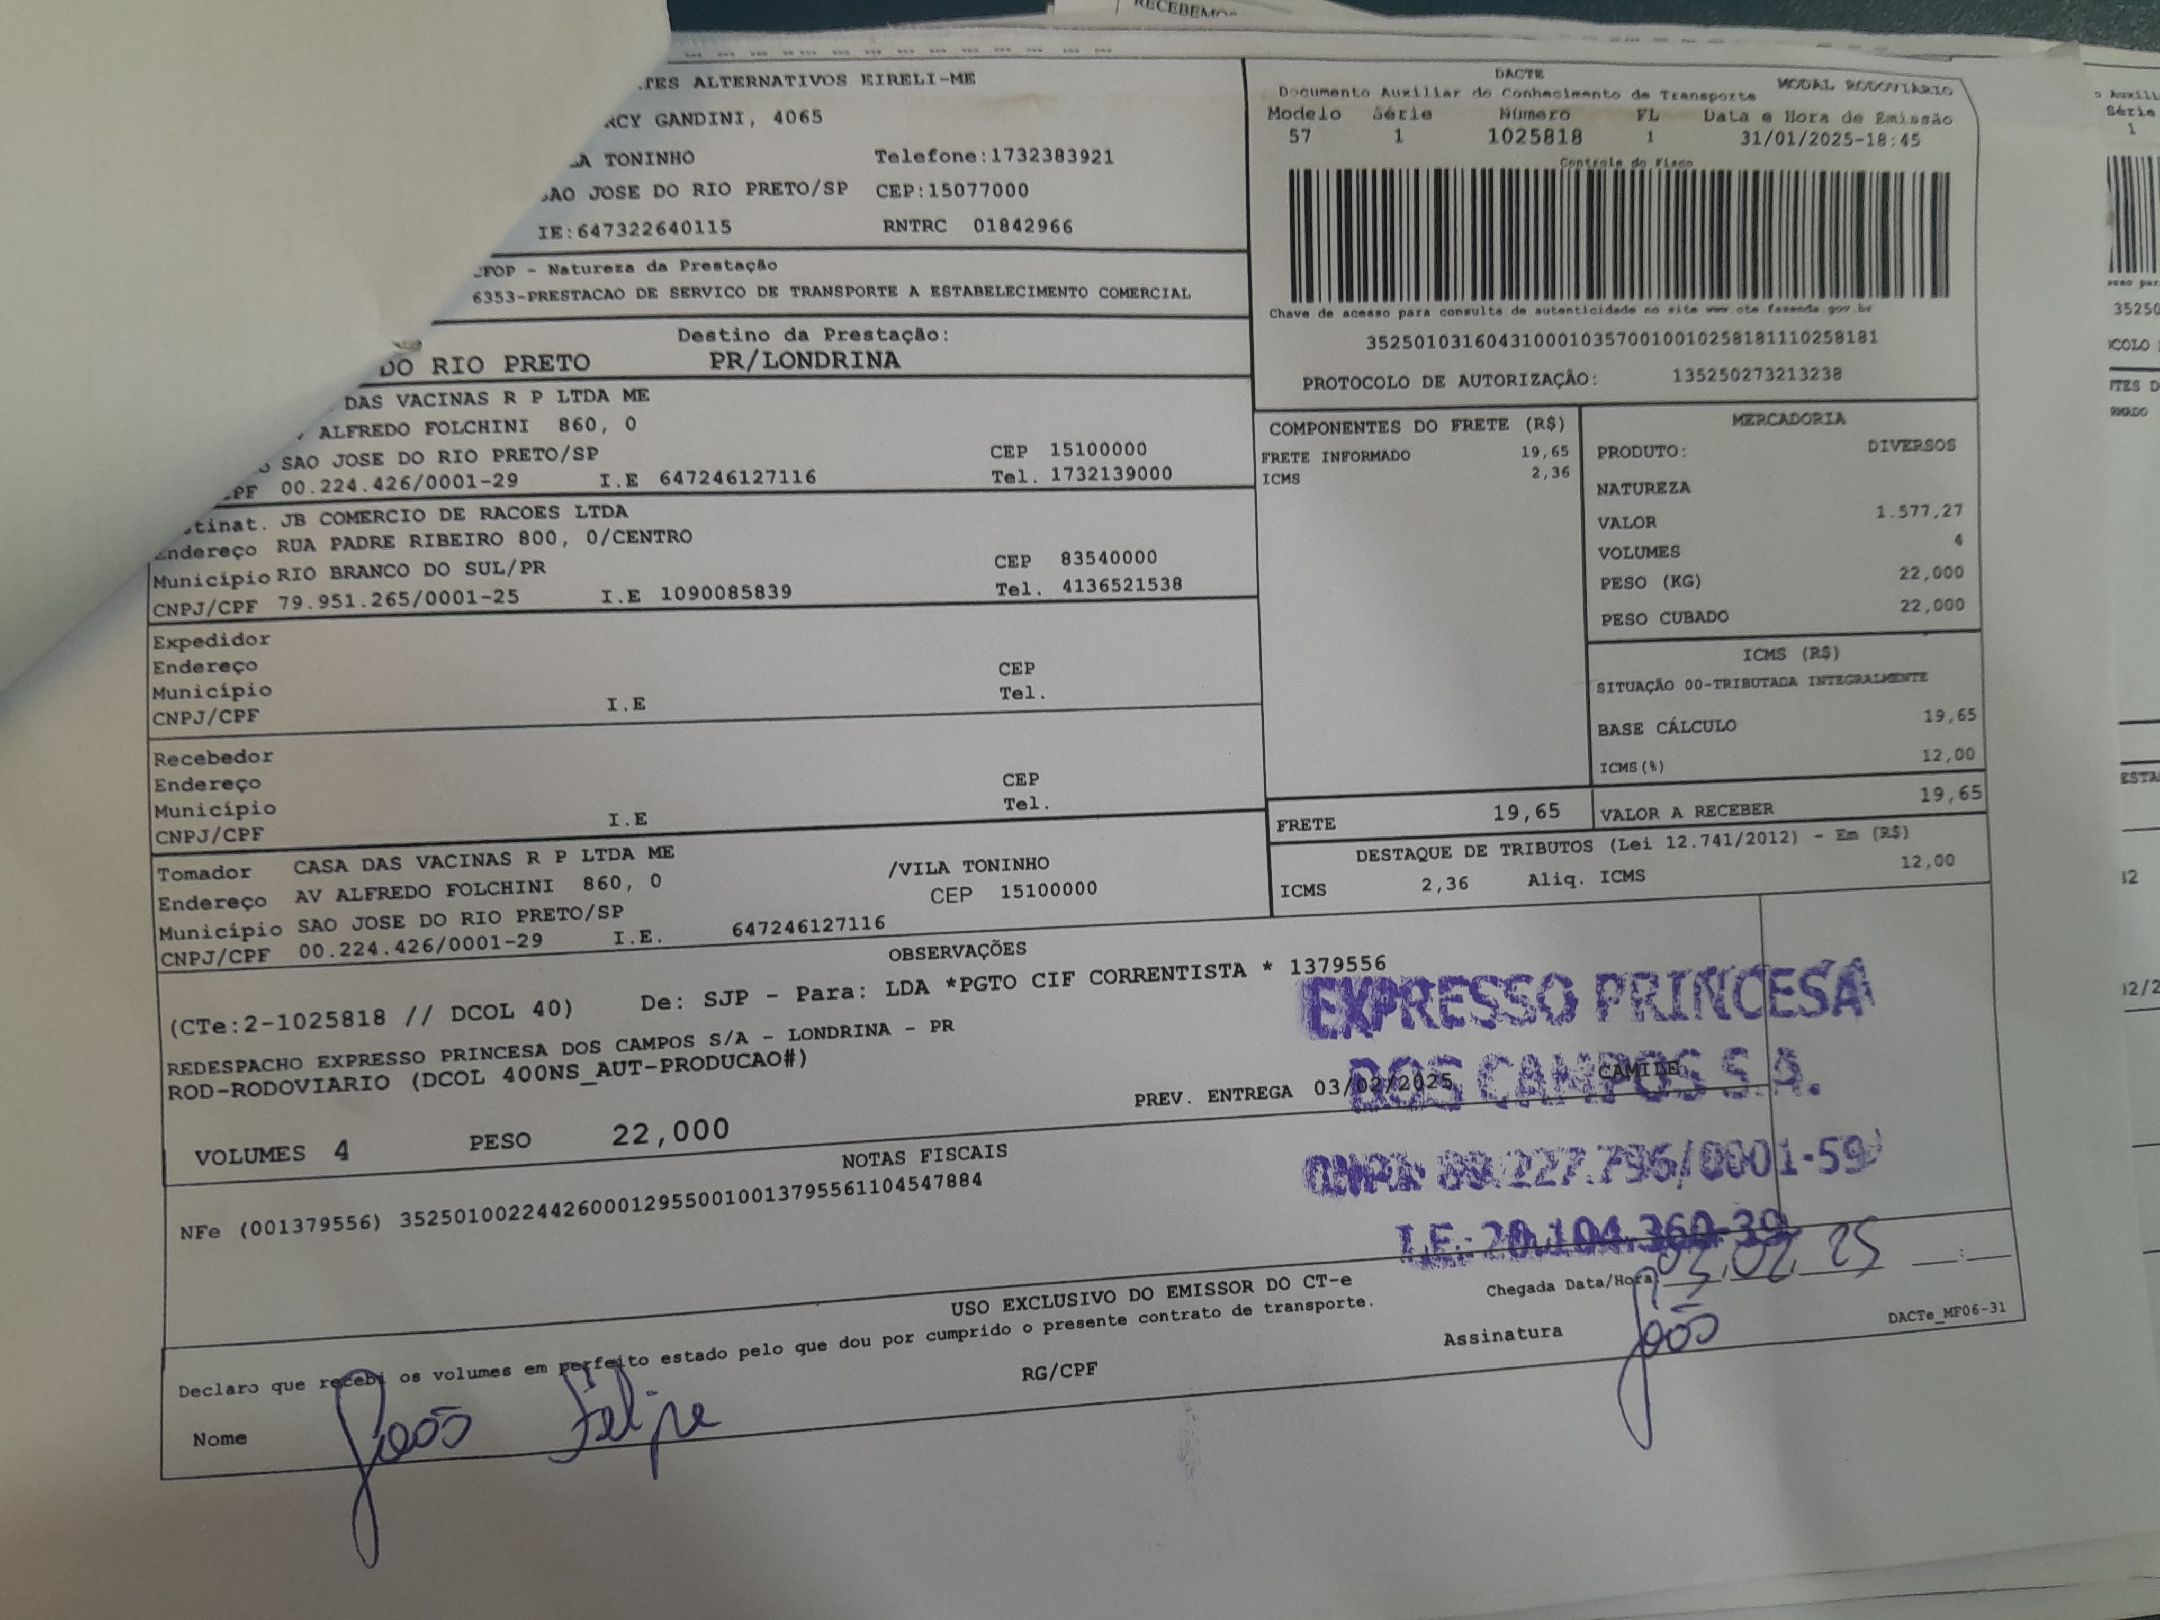 RECEBEMOS
ALTERNATIVOS EIRELI-ME
GANDINI, 4065
TONINHO Telefone:1732383921
SAO JOSE DO RIO PRETO/SP CEP:15077000
IE:647322640115 RNTRC 01842966
CFOP - Natureza da Prestação
6353-PRESTACAO DE SERVICO DE TRANSPORTE A ESTABELECIMENTO COMERCIAL
Destino da Prestação:
DO RIO PRETO PR/LONDRINA
DAS VACINAS R P LTDA ME
AV ALFREDO FOLCHINI 860, 0
SAO JOSE DO RIO PRETO/SP CEP 15100000
00.224.426/0001-29 I.E 647246127116 Tel. 1732139000
tinat. JB COMERCIO DE RACOES LTDA
Endereço RUA PADRE RIBEIRO 800, 0/CENTRO
Município RIO BRANCO DO SUL/PR CEP 83540000
CNPJ/CPF 79.951.265/0001-25 I.E 1090085839 Tel. 4136521538
Expedidor
Endereço CEP
Município Tel.
CNPJ/CPF I.E
Recebedor
Endereço CEP
Município Tel.
CNPJ/CPF I.E
Tomador CASA DAS VACINAS R P LTDA ME /VILA TONINHO
Endereço AV ALFREDO FOLCHINI 860, 0 CEP 15100000
Município SAO JOSE DO RIO PRETO/SP
CNPJ/CPF 00.224.426/0001-29 I.E. 647246127116
DACTE MODAL RODOVIÁRIO
Documento Auxiliar do Conhecimento de Transporte
Modelo Série Número FL Data e Hora de Emissão
57 1 1025818 1 31/01/2025-18:45
Controle do Fisco
Chave de acesso para consulta de autenticidade no site www.cte.fazenda.gov.br
35250103160431000103570010010258181110258181
PROTOCOLO DE AUTORIZAÇÃO: 135250273213238
COMPONENTES DO FRETE (R$)
FRETE INFORMADO 19,65
ICMS 2,36
MERCADORIA
PRODUTO: DIVERSOS
NATUREZA
VALOR 1.577,27
VOLUMES 4
PESO (KG) 22,000
PESO CUBADO 22,000
ICMS (R$)
SITUAÇÃO 00-TRIBUTADA INTEGRALMENTE
BASE CÁLCULO 19,65
ICMS(%) 12,00
FRETE 19,65 VALOR A RECEBER 19,65
DESTAQUE DE TRIBUTOS (Lei 12.741/2012) - Em (R$)
ICMS 2,36 Aliq. ICMS 12,00
OBSERVAÇÕES
(CTe:2-1025818 // DCOL 40) De: SJP - Para: LDA *PGTO CIF CORRENTISTA * 1379556
REDESPACHO EXPRESSO PRINCESA DOS CAMPOS S/A - LONDRINA - PR
ROD-RODOVIARIO (DCOL 400NS_AUT-PRODUCAO#)
PREV. ENTREGA 03/02/2025 CAMILE
VOLUMES 4 PESO 22,000
EXPRESSO PRINCESA
DOS CAMPOS S.A.
I.E.: 20.104.360-39
NOTAS FISCAIS
NFe (001379556) 35250100224426000129550010013795561104547884
USO EXCLUSIVO DO EMISSOR DO CT-e
Declaro que recebi os volumes em perfeito estado pelo que dou por cumprido o presente contrato de transporte.
Chegada Data/Hora: 03/02/25 __:__
Nome João Felipe RG/CPF Assinatura João
DACTe_MF06-31
Série
1